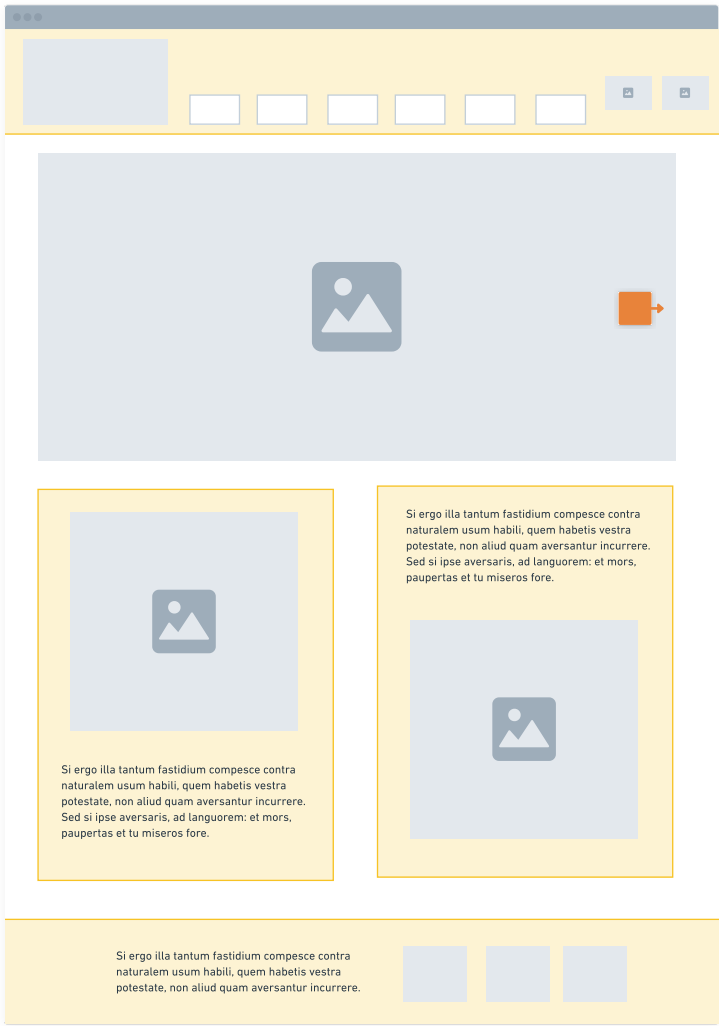 Si ergo illa tantum fastidium compesce contra
naturalem usum habili, quem habetis vestra
potestate, non aliud quam aversantur incurrere.
Sed si ipse aversaris, ad languorem: et mors,
paupertas et tu miseros fore.
Si ergo illa tantum fastidium compesce contra
naturalem usum habili, quem habetis vestra
potestate, non aliud quam aversantur incurrere.
Sed si ipse aversaris, ad languorem: et mors,
paupertas et tu miseros fore.
Si ergo illa tantum fastidium compesce contra
naturalem usum habili, quem habetis vestra
potestate, non aliud quam aversantur incurrere.